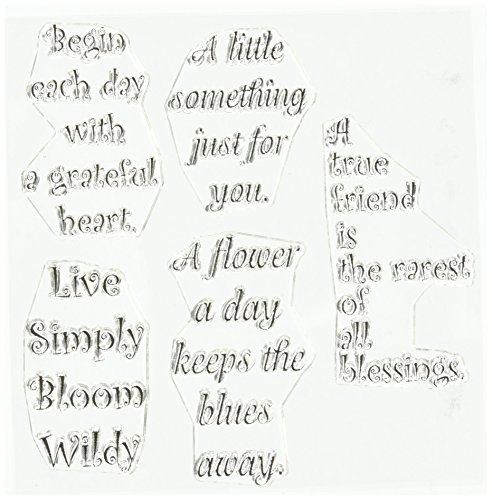 Begin
each day
with
a grateful
heart.
A little
something
just for
you.
A
true
friend
is
the rarest
of
all
blessings.
Live
Simply
Bloom
Wildy
A flower
a day
keeps the
blues
away.